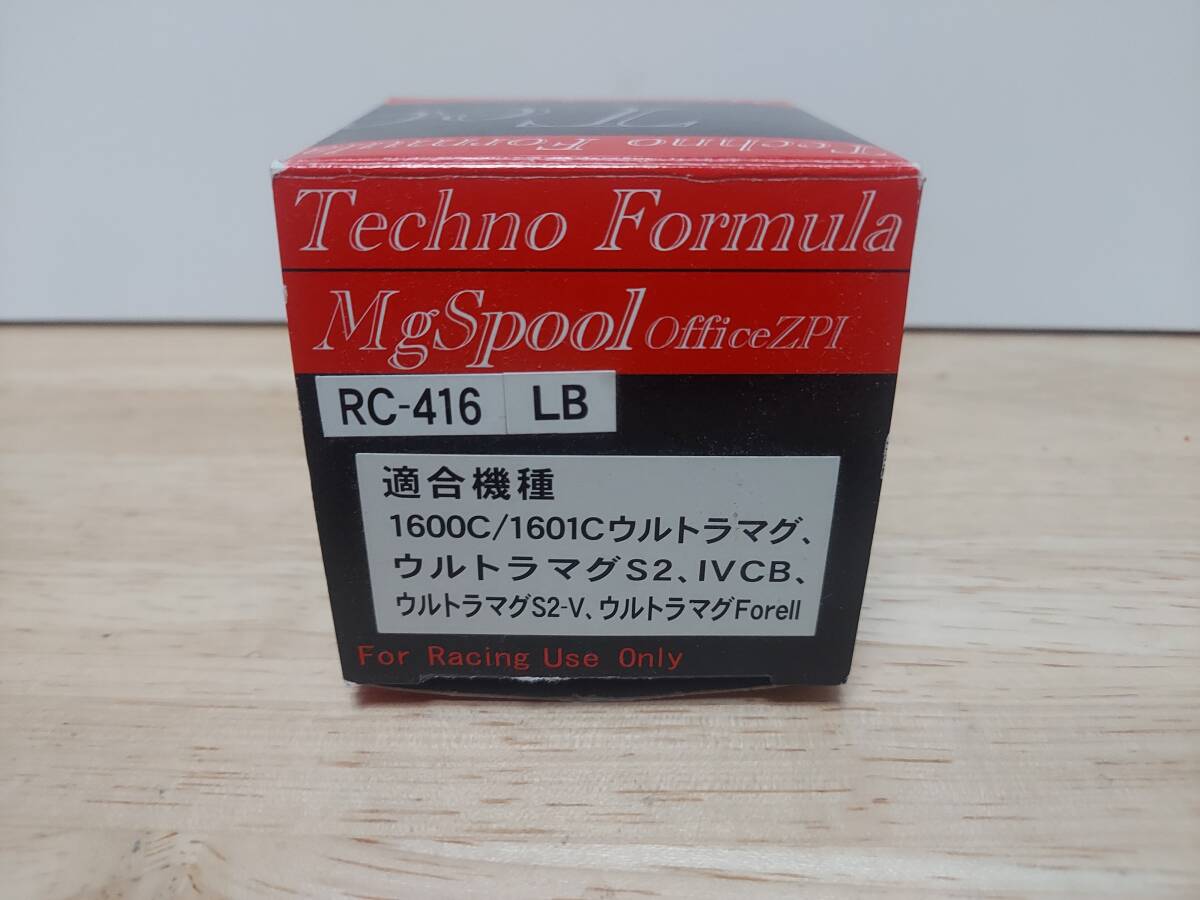 Techno Formula
Techno Formula
MgSpool OfficeZPI
RC-416 LB
適合機種
1600C/1601Cウルトラマグ、
ウルトラマグS2、IVCB、
ウルトラマグS2-V、ウルトラマグForeII
For Racing Use Only